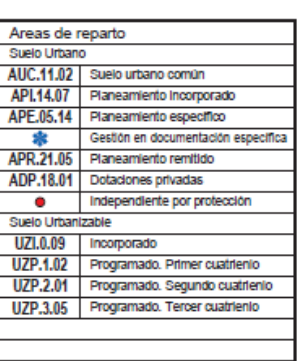 Areas de reparto
Suelo Urbano
AUC.11.02 Suelo urbano común
API.14.07 Planeamiento Incorporado
APE.05.14 Planeamiento específico
Gestión en documentación específica
APR.21.05 Planeamiento remitido
ADP.18.01 Dotaciones privadas
Independiente por protección
Suelo Urbanizable
UZI.0.09 Incorporado
UZP.1.02 Programado. Primer cuatrienio
UZP.2.01 Programado. Segundo cuatrienio
UZP.3.05 Programado. Tercer cuatrienio